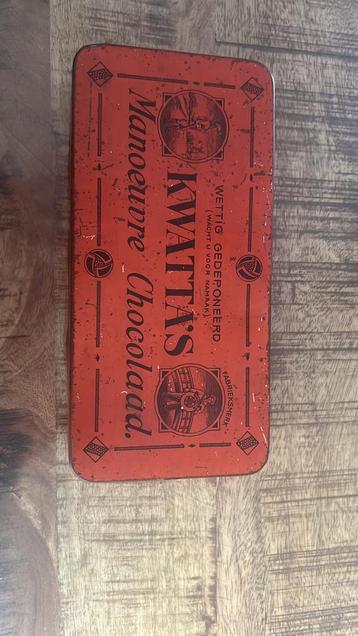 WETTIG GEDEPONEERD
(WACHT U VOOR NAMAAK)
FABRIEKSMERK
KWATTA'S
Manoeuvre Chocolaad.